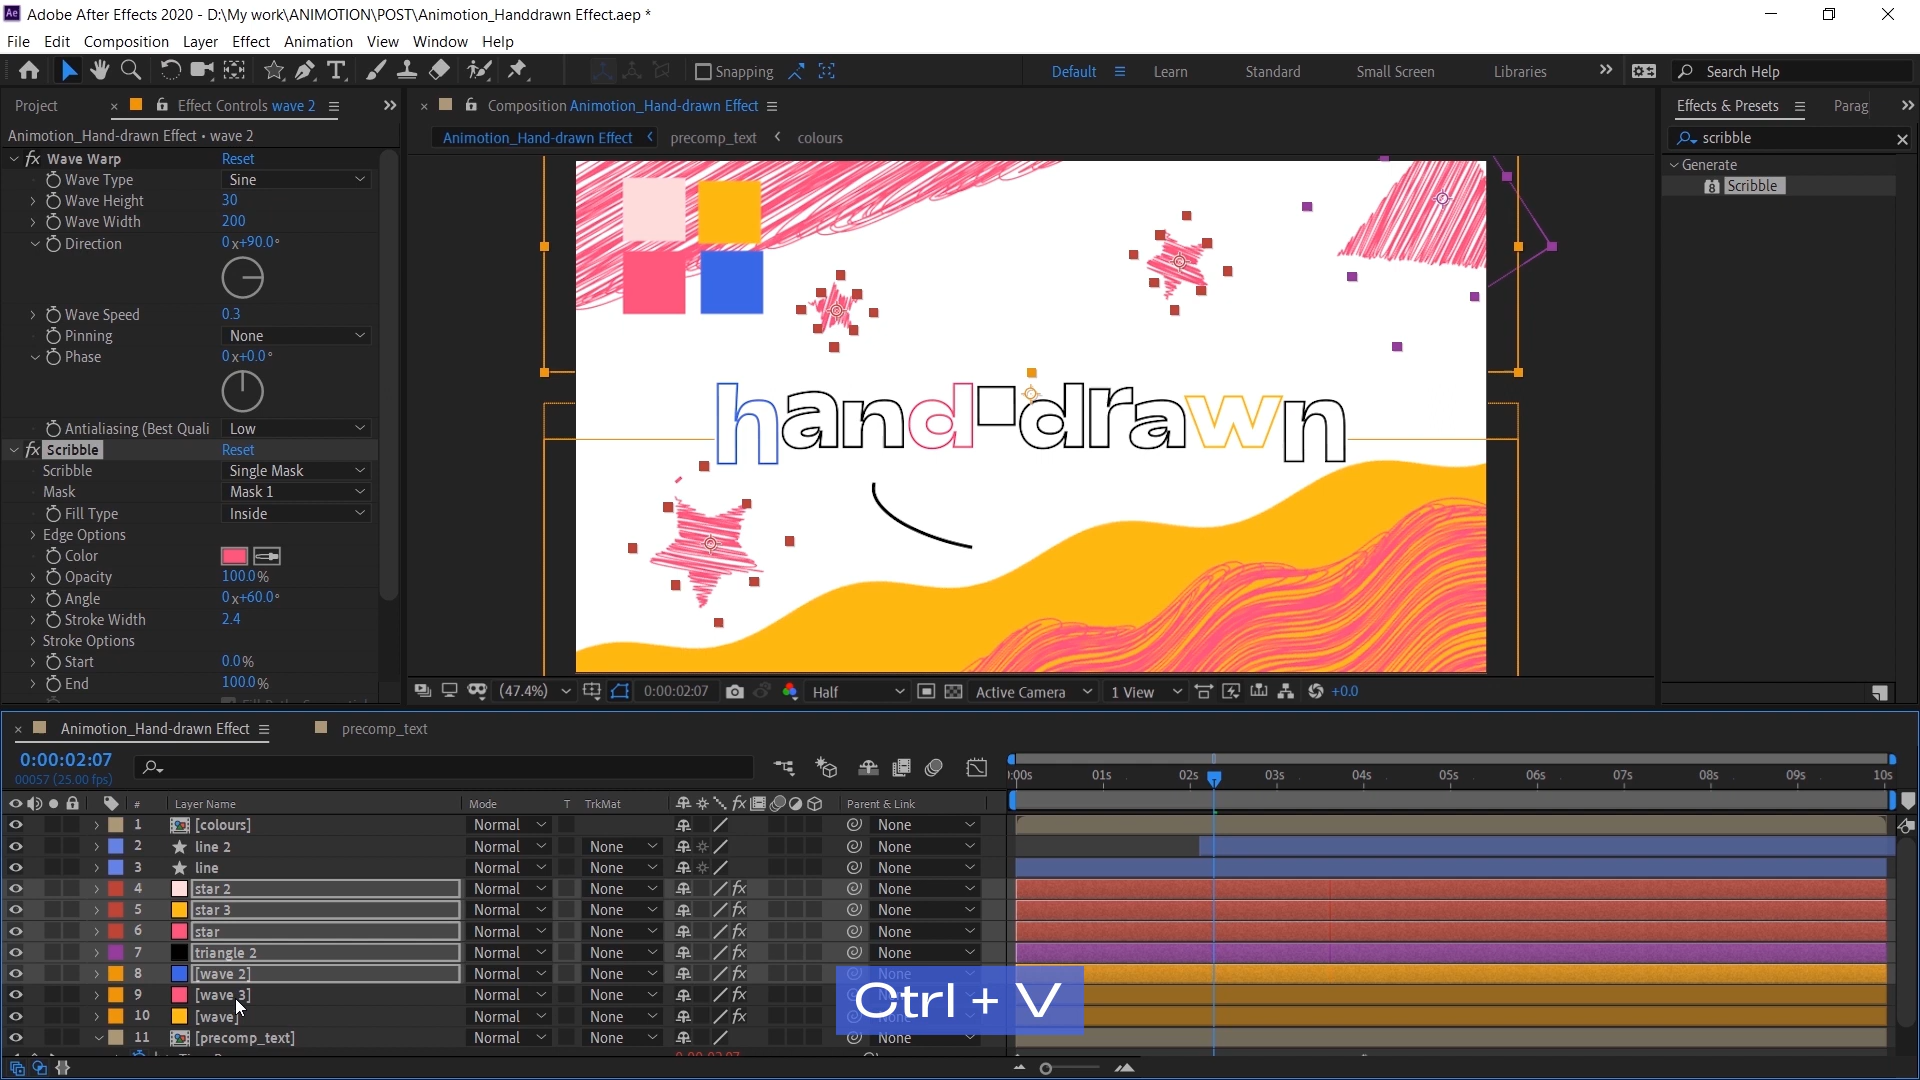 Adobe After Effects 2020 - D:\My work\ANIMOTION\POST\Animotion_Handdrawn Effect.aep *
File Edit Composition Layer Effect Animation View Window Help
Snapping Default Learn Standard Small Screen Libraries Search Help
Project Effect Controls wave 2 Composition Animotion_Hand-drawn Effect Effects & Presets Parag
Animotion_Hand-drawn Effect • wave 2 Animotion_Hand-drawn Effect precomp_text colours scribble
Wave Warp Reset Generate
Wave Type Sine Scribble
Wave Height 30
Wave Width 200
Direction 0x+90.0°
Wave Speed 0.3
Pinning None
Phase 0x+0.0°
hand drawn
Antialiasing (Best Quali Low
Scribble Reset
Scribble Single Mask
Mask Mask 1
Fill Type Inside
Edge Options
Color
Opacity 100.0%
Angle 0x+60.0°
Stroke Width 2.4
Stroke Options
Start 0.0%
End 100.0%
(47.4%) 0:00:02:07 Half Active Camera 1 View +0.0
Animotion_Hand-drawn Effect precomp_text
0:00:02:07
00057 (25.00 fps)
:00s 01s 02s 03s 04s 05s 06s 07s 08s 09s 10s
# Layer Name Mode T TrkMat Parent & Link
1 [colours] Normal None
2 line 2 Normal None None
3 line Normal None None
4 star 2 Normal None None
5 star 3 Normal None None
6 star Normal None None
7 triangle 2 Normal None None
8 [wave 2] Normal None None
9 [wave 3] Normal None None
10 [wave] Normal None None
11 [precomp_text] Normal None None
Ctrl + V